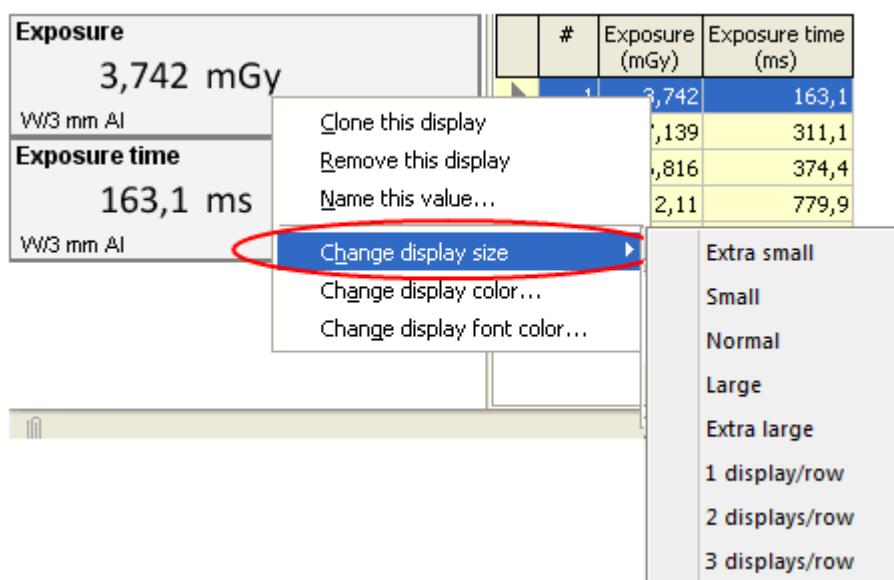 Exposure
3,742 mGy
W/3 mm Al
Exposure time
163,1 ms
W/3 mm Al
# Exposure (mGy) Exposure time (ms)
1 3,742 163,1
,139 311,1
,816 374,4
2,11 779,9
Clone this display
Remove this display
Name this value...
Change display size
Change display color...
Change display font color...
Extra small
Small
Normal
Large
Extra large
1 display/row
2 displays/row
3 displays/row